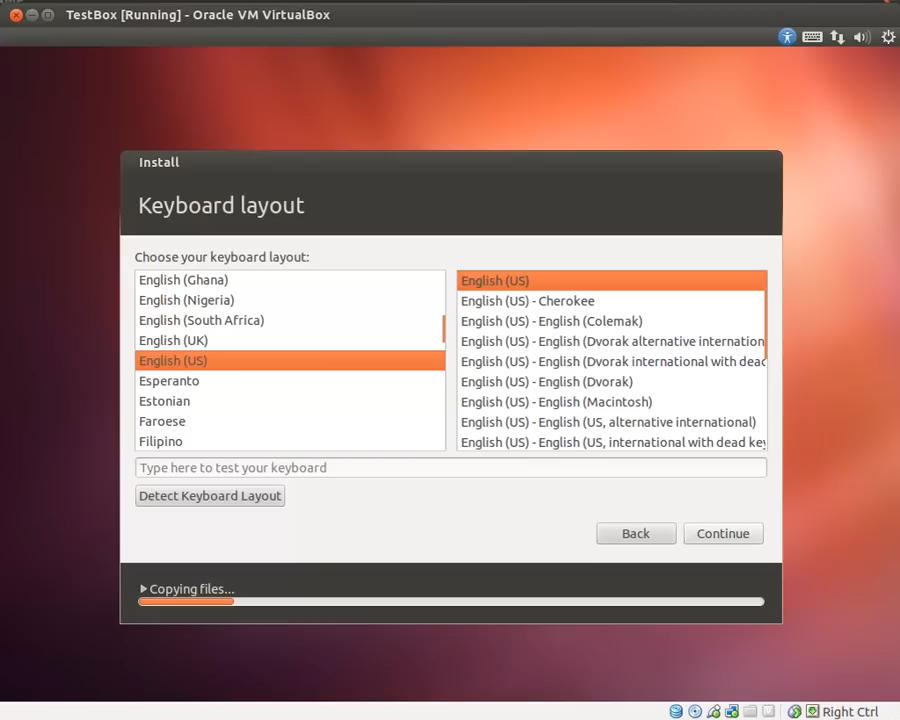 TestBox [Running] - Oracle VM VirtualBox
Install
Keyboard layout
Choose your keyboard layout:
English (Ghana)
English (Nigeria)
English (South Africa)
English (UK)
English (US)
Esperanto
Estonian
Faroese
Filipino
English (US)
English (US) - Cherokee
English (US) - English (Colemak)
English (US) - English (Dvorak alternative internation
English (US) - English (Dvorak international with dead
English (US) - English (Dvorak)
English (US) - English (Macintosh)
English (US) - English (US, alternative international)
English (US) - English (US, international with dead key
Type here to test your keyboard
Detect Keyboard Layout
Back
Continue
Copying files...
Right Ctrl